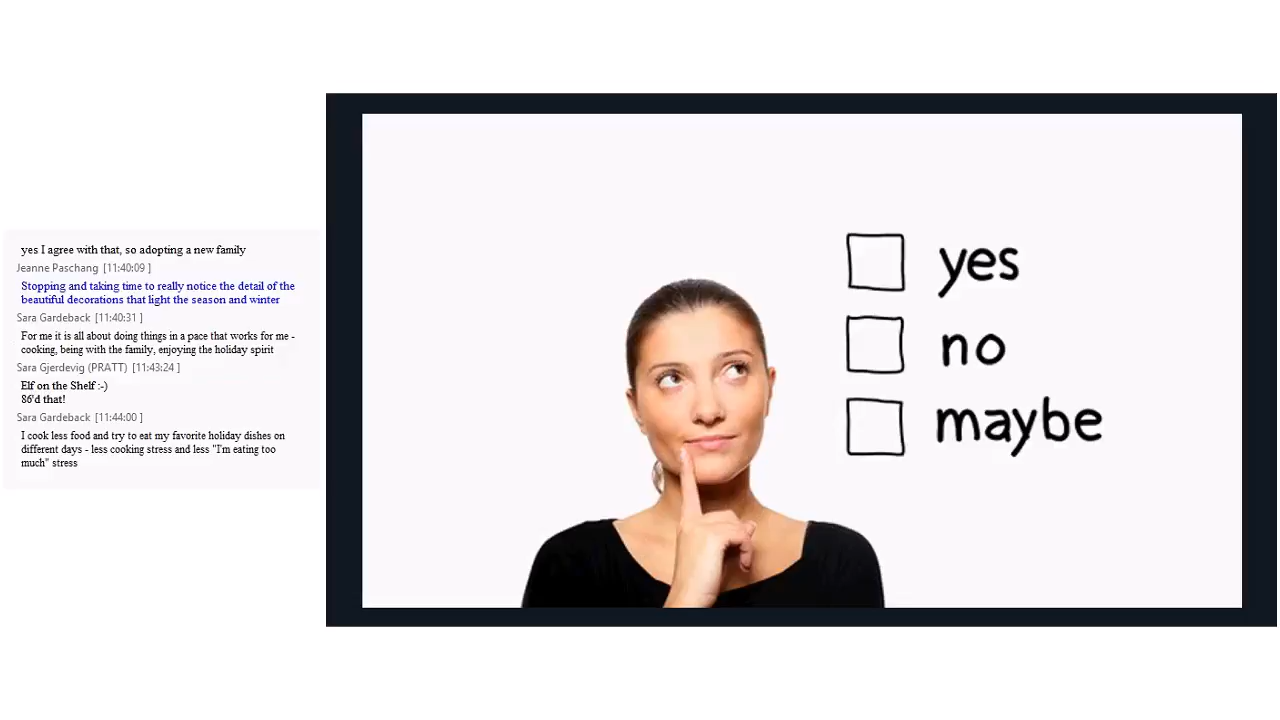 yes I agree with that, so adopting a new family
Jeanne Paschang [11:40:09 ]
Stopping and taking time to really notice the detail of the
beautiful decorations that light the season and winter
Sara Gardeback [11:40:31 ]
For me it is all about doing things in a pace that works for me -
cooking, being with the family, enjoying the holiday spirit
Sara Gjerdevig (PRATT) [11:43:24 ]
Elf on the Shelf :-)
86'd that!
Sara Gardeback [11:44:00 ]
I cook less food and try to eat my favorite holiday dishes on
different days - less cooking stress and less "I'm eating too
much" stress
yes
no
maybe